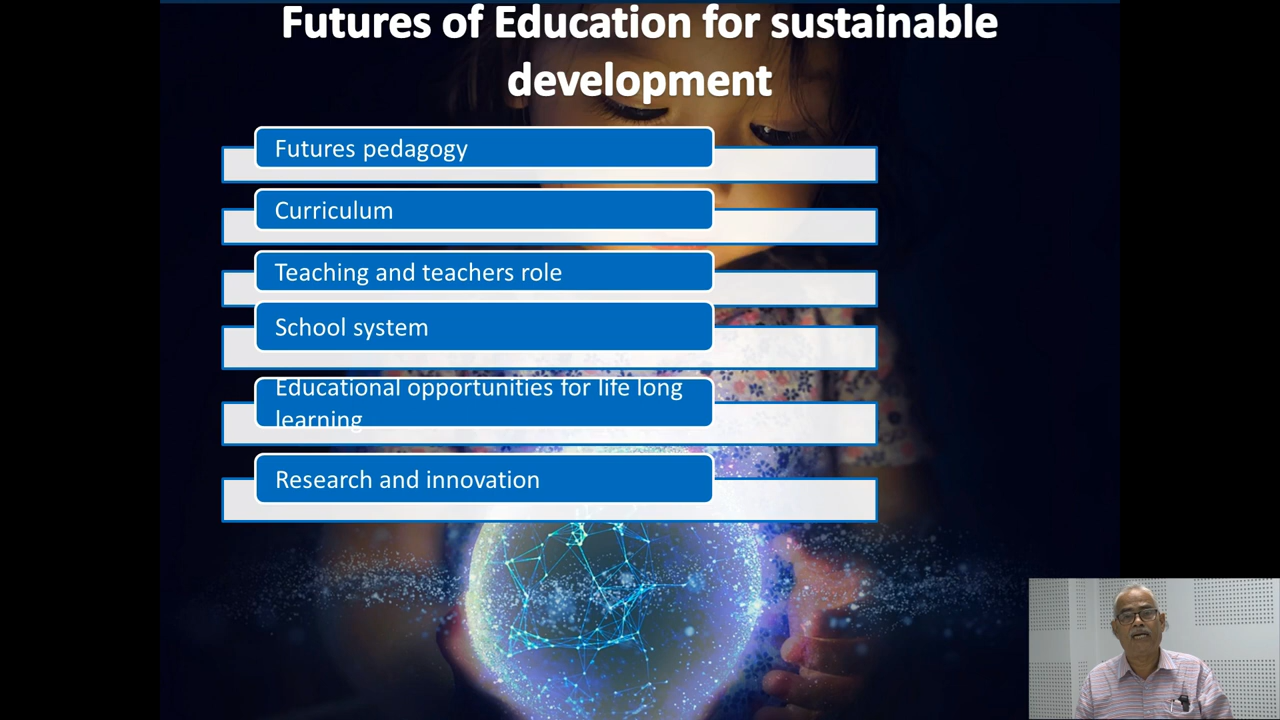 Futures of Education for sustainable
development
Futures pedagogy
Curriculum
Teaching and teachers role
School system
Educational opportunities for life long
learning
Research and innovation